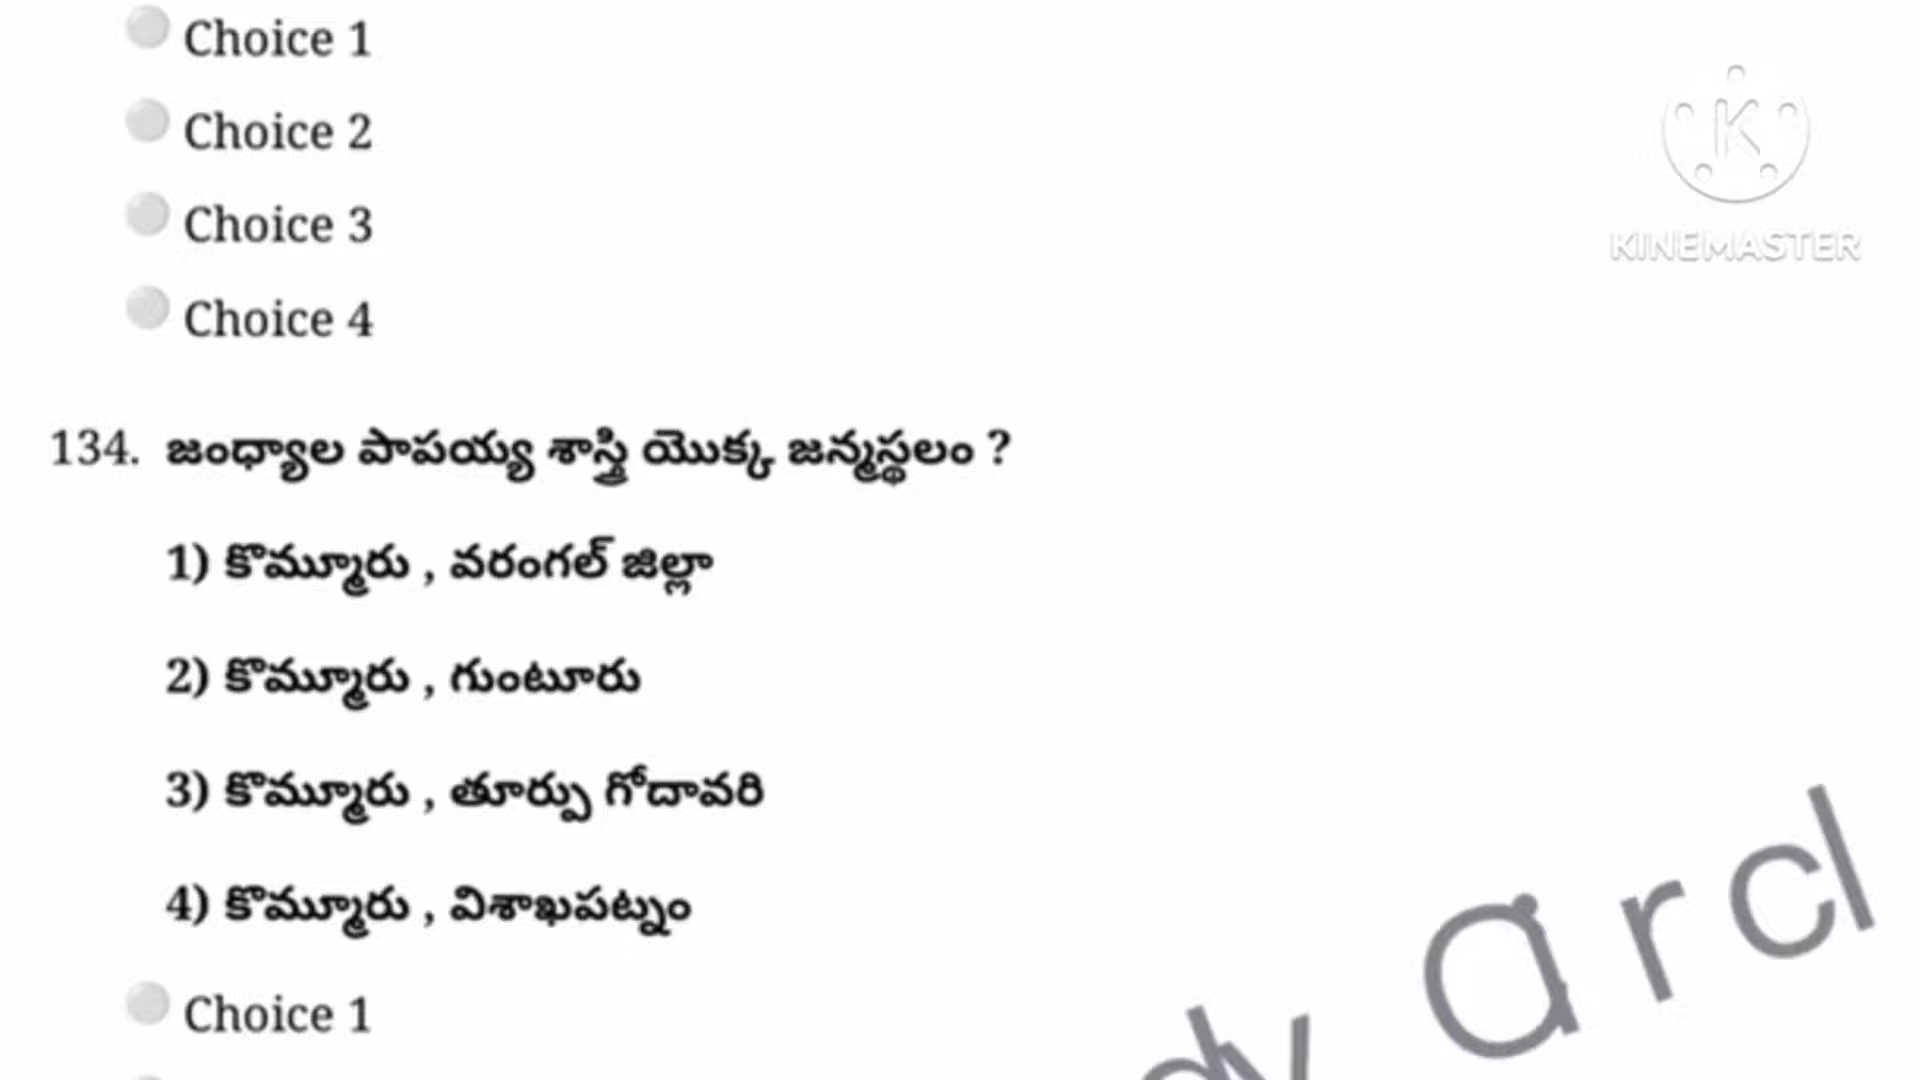 Choice 1
Choice 2
Choice 3
Choice 4
KINEMASTER
134. జంధ్యాల పాపయ్య శాస్త్రి యొక్క జన్మస్థలం ?
1) కొమ్మూరు , వరంగల్ జిల్లా
2) కొమ్మూరు , గుంటూరు
3) కొమ్మూరు , తూర్పు గోదావరి
4) కొమ్మూరు , విశాఖపట్నం
Choice 1